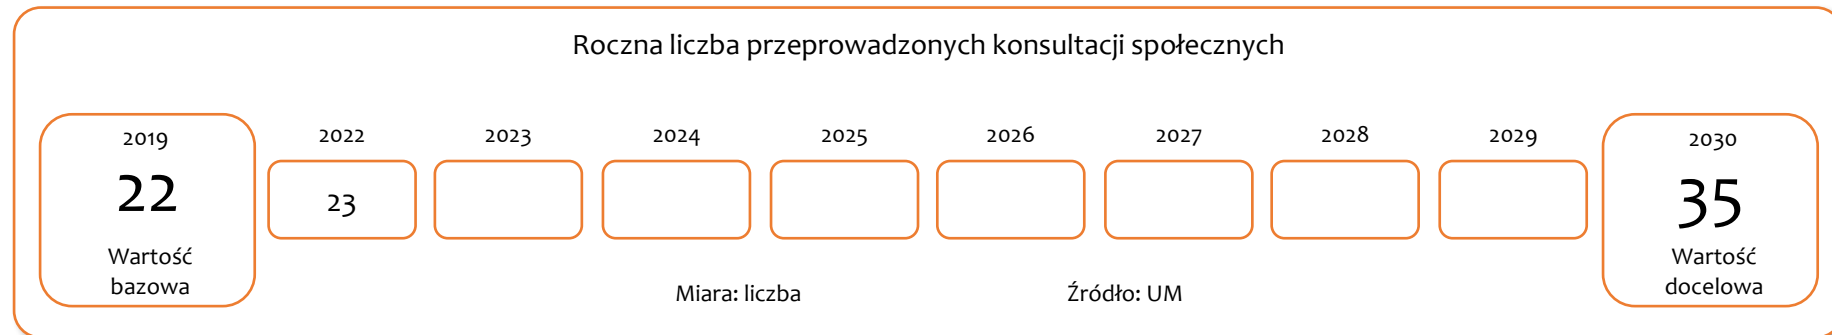 Roczna liczba przeprowadzonych konsultacji społecznych
2019 2022 2023 2024 2025 2026 2027 2028 2029 2030
22 23 35
Wartość bazowa
Wartość docelowa
Miara: liczba Źródło: UM